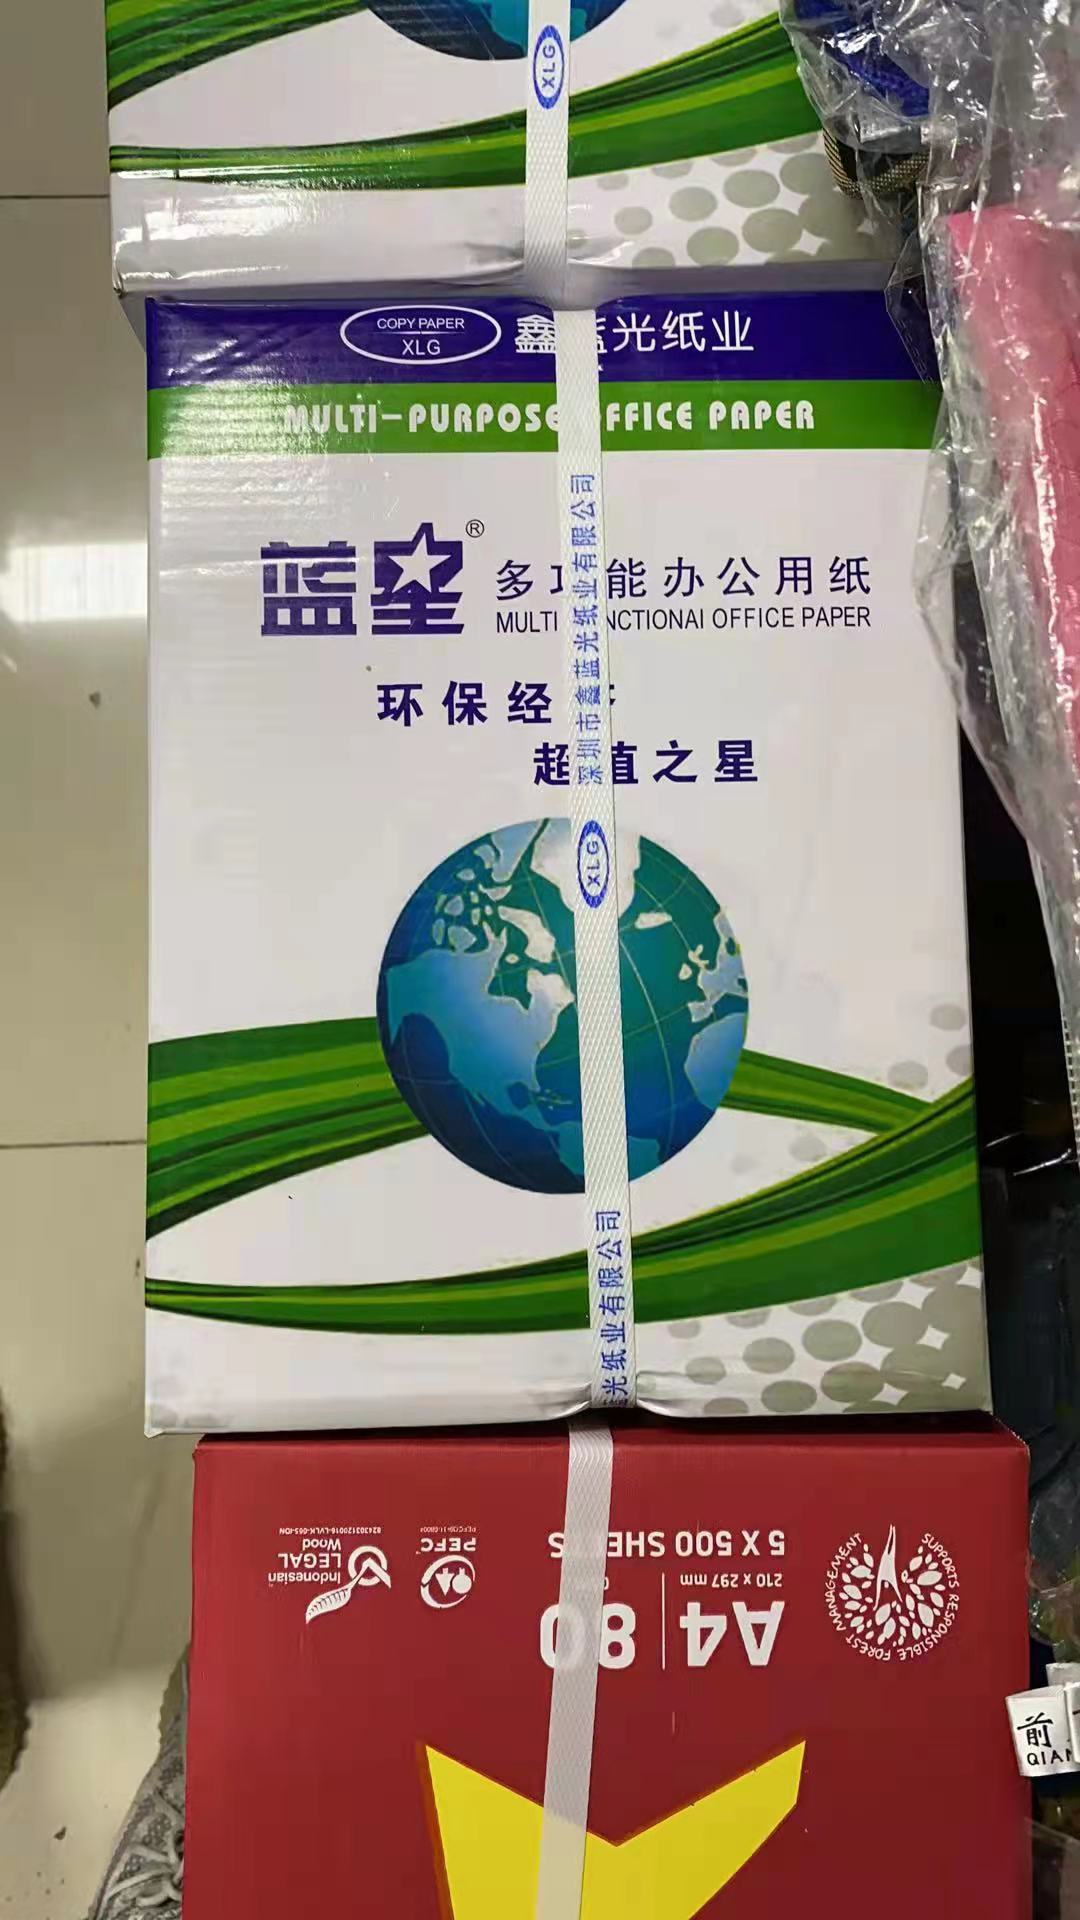 XLG
COPY PAPER
XLG
鑫蓝光纸业
MULTI-PURPOSE OFFICE PAPER
蓝星®
多功能办公用纸
MULTI NCTIONAl OFFICE PAPER
环保经
超值之星
深圳市鑫蓝光纸业有限公司
XLG
光纸业有限公司
SUPPORTS RESPONSIBLE FOREST MANAGEMENT
A4 80
210 x 297 mm
5 X 500 SHEETS
PEFC
Indonesian
LEGAL
Wood
前
QIAN